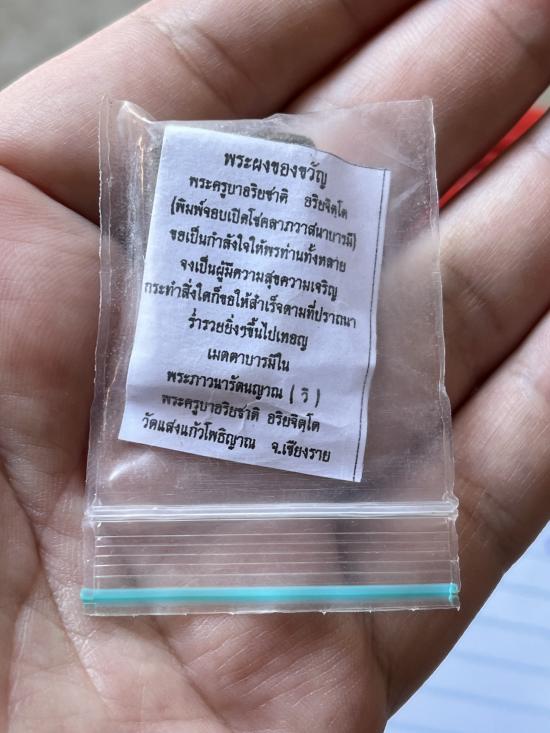 พระผงของขวัญ
พระครูบาอริยชาติ อริยจิตฺโต
(พิมพ์จอบเปิดโชคลาภวาสนาบารมี)
ขอเป็นกำลังใจให้พรท่านทั้งหลาย
จงเป็นผู้มีความสุขความเจริญ
กระทำสิ่งใดก็ขอให้สำเร็จตามที่ปราถนา
ร่ำรวยยิ่งๆขึ้นไปเทอญ
เมตตาบารมีใน
พระภาวนารัตนญาณ ( วิ )
พระครูบาอริยชาติ อริยจิตฺโต
วัดแสงแก้วโพธิญาณ จ.เชียงราย